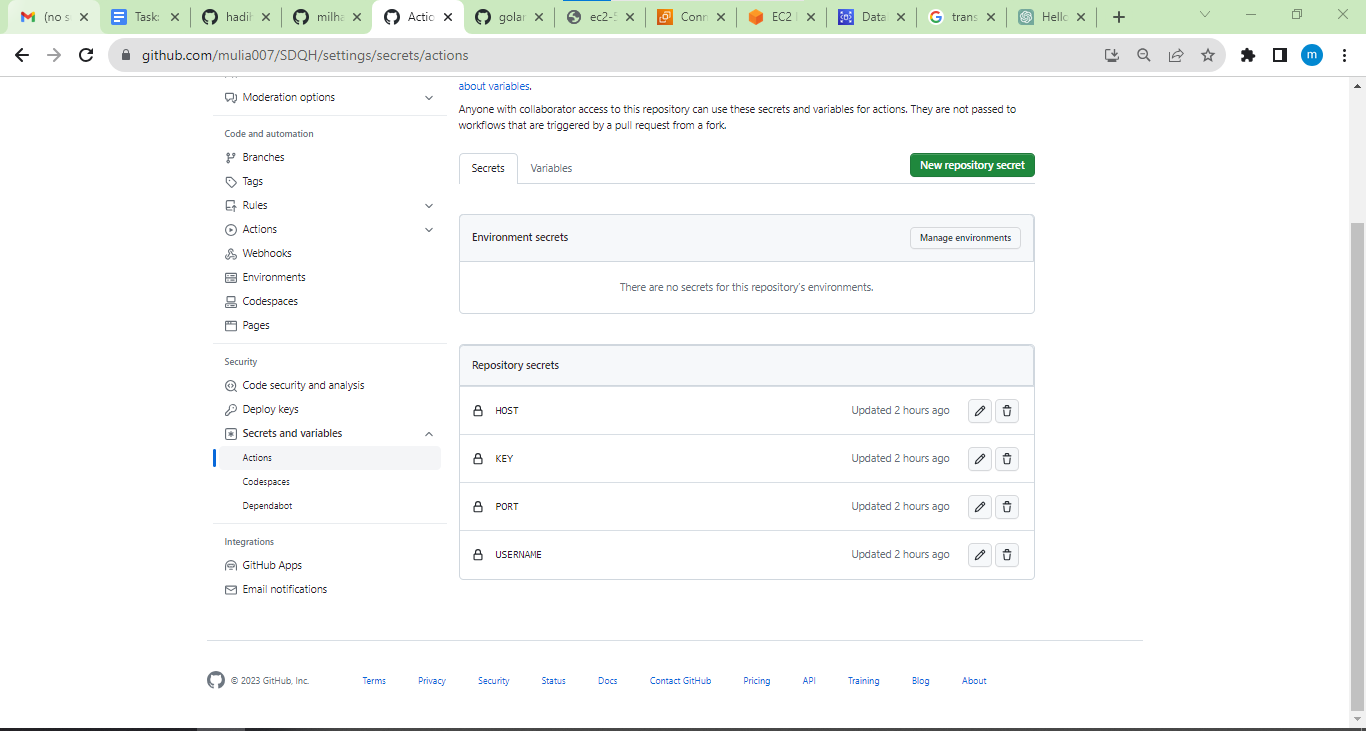 (no s
Task
hadil
milha
Actio
golar
ec2-5
Conn
EC2
Data
trans
Hello
github.com/mulia007/SDQH/settings/secrets/actions
m
Moderation options
Code and automation
Branches
Tags
Rules
Actions
Webhooks
Environments
Codespaces
Pages
Security
Code security and analysis
Deploy keys
Secrets and variables
Actions
Codespaces
Dependabot
Integrations
GitHub Apps
Email notifications
about variables.
Anyone with collaborator access to this repository can use these secrets and variables for actions. They are not passed to
workflows that are triggered by a pull request from a fork.
Secrets
Variables
New repository secret
Environment secrets
Manage environments
There are no secrets for this repository's environments.
Repository secrets
HOST Updated 2 hours ago
KEY Updated 2 hours ago
PORT Updated 2 hours ago
USERNAME Updated 2 hours ago
© 2023 GitHub, Inc. Terms Privacy Security Status Docs Contact GitHub Pricing API Training Blog About